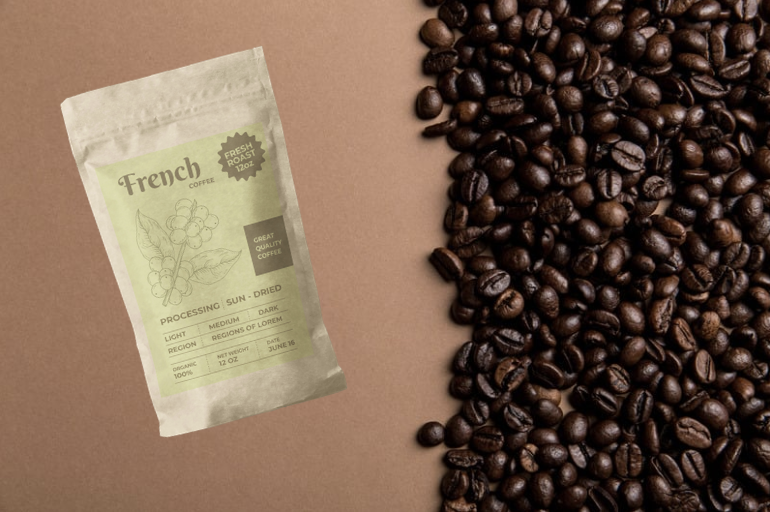 French
COFFEE
FRESH
ROAST
12oz
GREAT
QUALITY
COFFEE
PROCESSING SUN - DRIED
LIGHT MEDIUM DARK
REGION REGIONS OF LOREM
ORGANIC NET WEIGHT DATE
100% 12 OZ JUNE 16